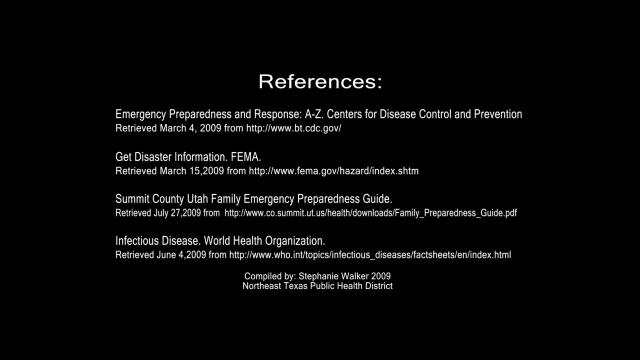 References:
Emergency Preparedness and Response: A-Z. Centers for Disease Control and Prevention
Retrieved March 4, 2009 from http://www.bt.cdc.gov/
Get Disaster Information. FEMA.
Retrieved March 15,2009 from http://www.fema.gov/hazard/index.shtm
Summit County Utah Family Emergency Preparedness Guide.
Retrieved July 27,2009 from http://www.co.summit.ut.us/health/downloads/Family_Preparedness_Guide.pdf
Infectious Disease. World Health Organization.
Retrieved June 4,2009 from http://www.who.int/topics/infectious_diseases/factsheets/en/index.html
Compiled by: Stephanie Walker 2009
Northeast Texas Public Health District